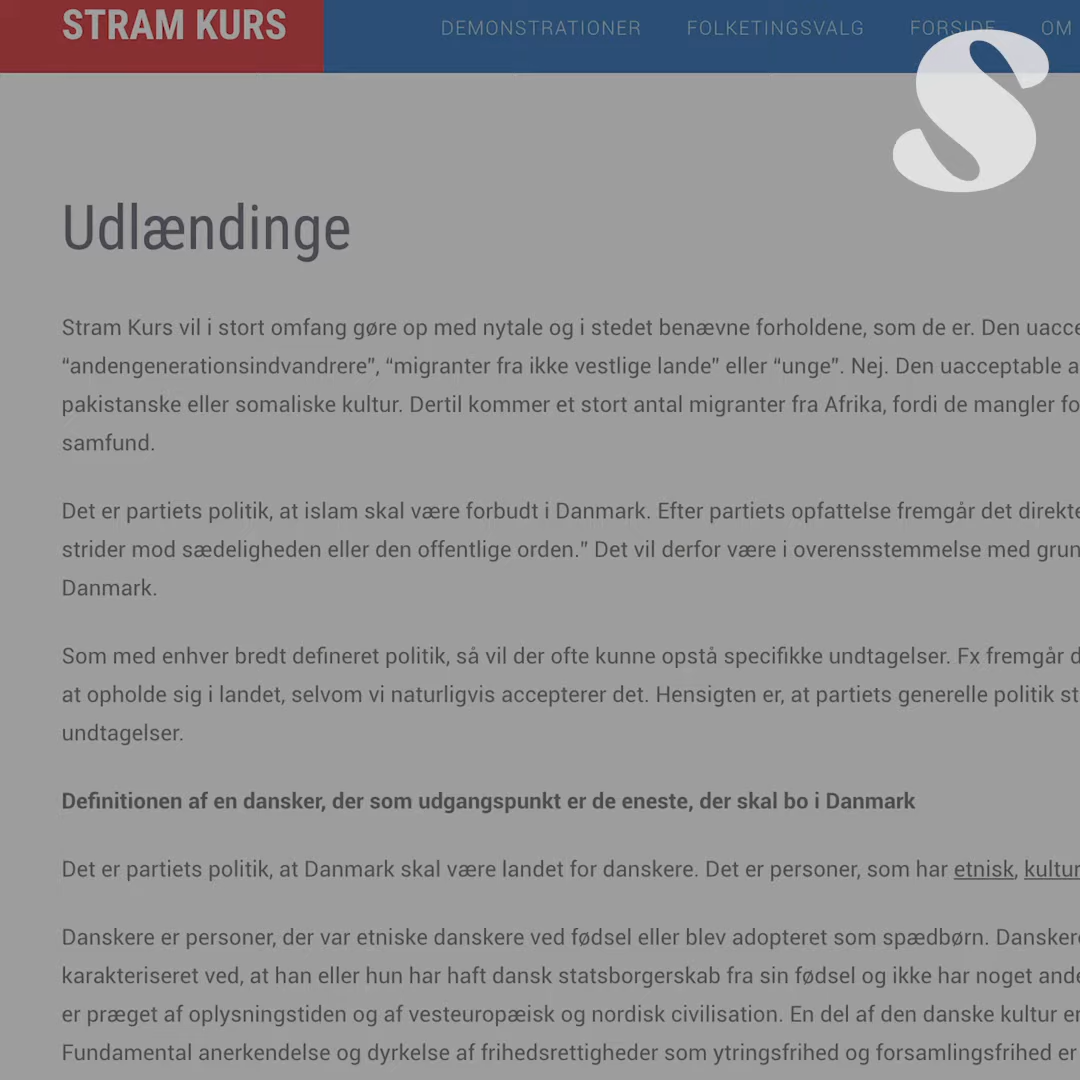 STRAM KURS
DEMONSTRATIONER FOLKETINGSVALG FORSIDE OM
S
Udlændinge
Stram Kurs vil i stort omfang gøre op med nytale og i stedet benævne forholdene, som de er. Den uacce
“andengenerationsindvandrere”, “migranter fra ikke vestlige lande” eller “unge”. Nej. Den uacceptable a
pakistanske eller somaliske kultur. Dertil kommer et stort antal migranter fra Afrika, fordi de mangler fo
samfund.
Det er partiets politik, at islam skal være forbudt i Danmark. Efter partiets opfattelse fremgår det direkte
strider mod sædeligheden eller den offentlige orden.” Det vil derfor være i overensstemmelse med grun
Danmark.
Som med enhver bredt defineret politik, så vil der ofte kunne opstå specifikke undtagelser. Fx fremgår d
at opholde sig i landet, selvom vi naturligvis accepterer det. Hensigten er, at partiets generelle politik st
undtagelser.
Definitionen af en dansker, der som udgangspunkt er de eneste, der skal bo i Danmark
Det er partiets politik, at Danmark skal være landet for danskere. Det er personer, som har etnisk, kultur
Danskere er personer, der var etniske danskere ved fødsel eller blev adopteret som spædbørn. Danskere
karakteriseret ved, at han eller hun har haft dansk statsborgerskab fra sin fødsel og ikke har noget ande
er præget af oplysningstiden og af vesteuropæisk og nordisk civilisation. En del af den danske kultur er
Fundamental anerkendelse og dyrkelse af frihedsrettigheder som ytringsfrihed og forsamlingsfrihed er